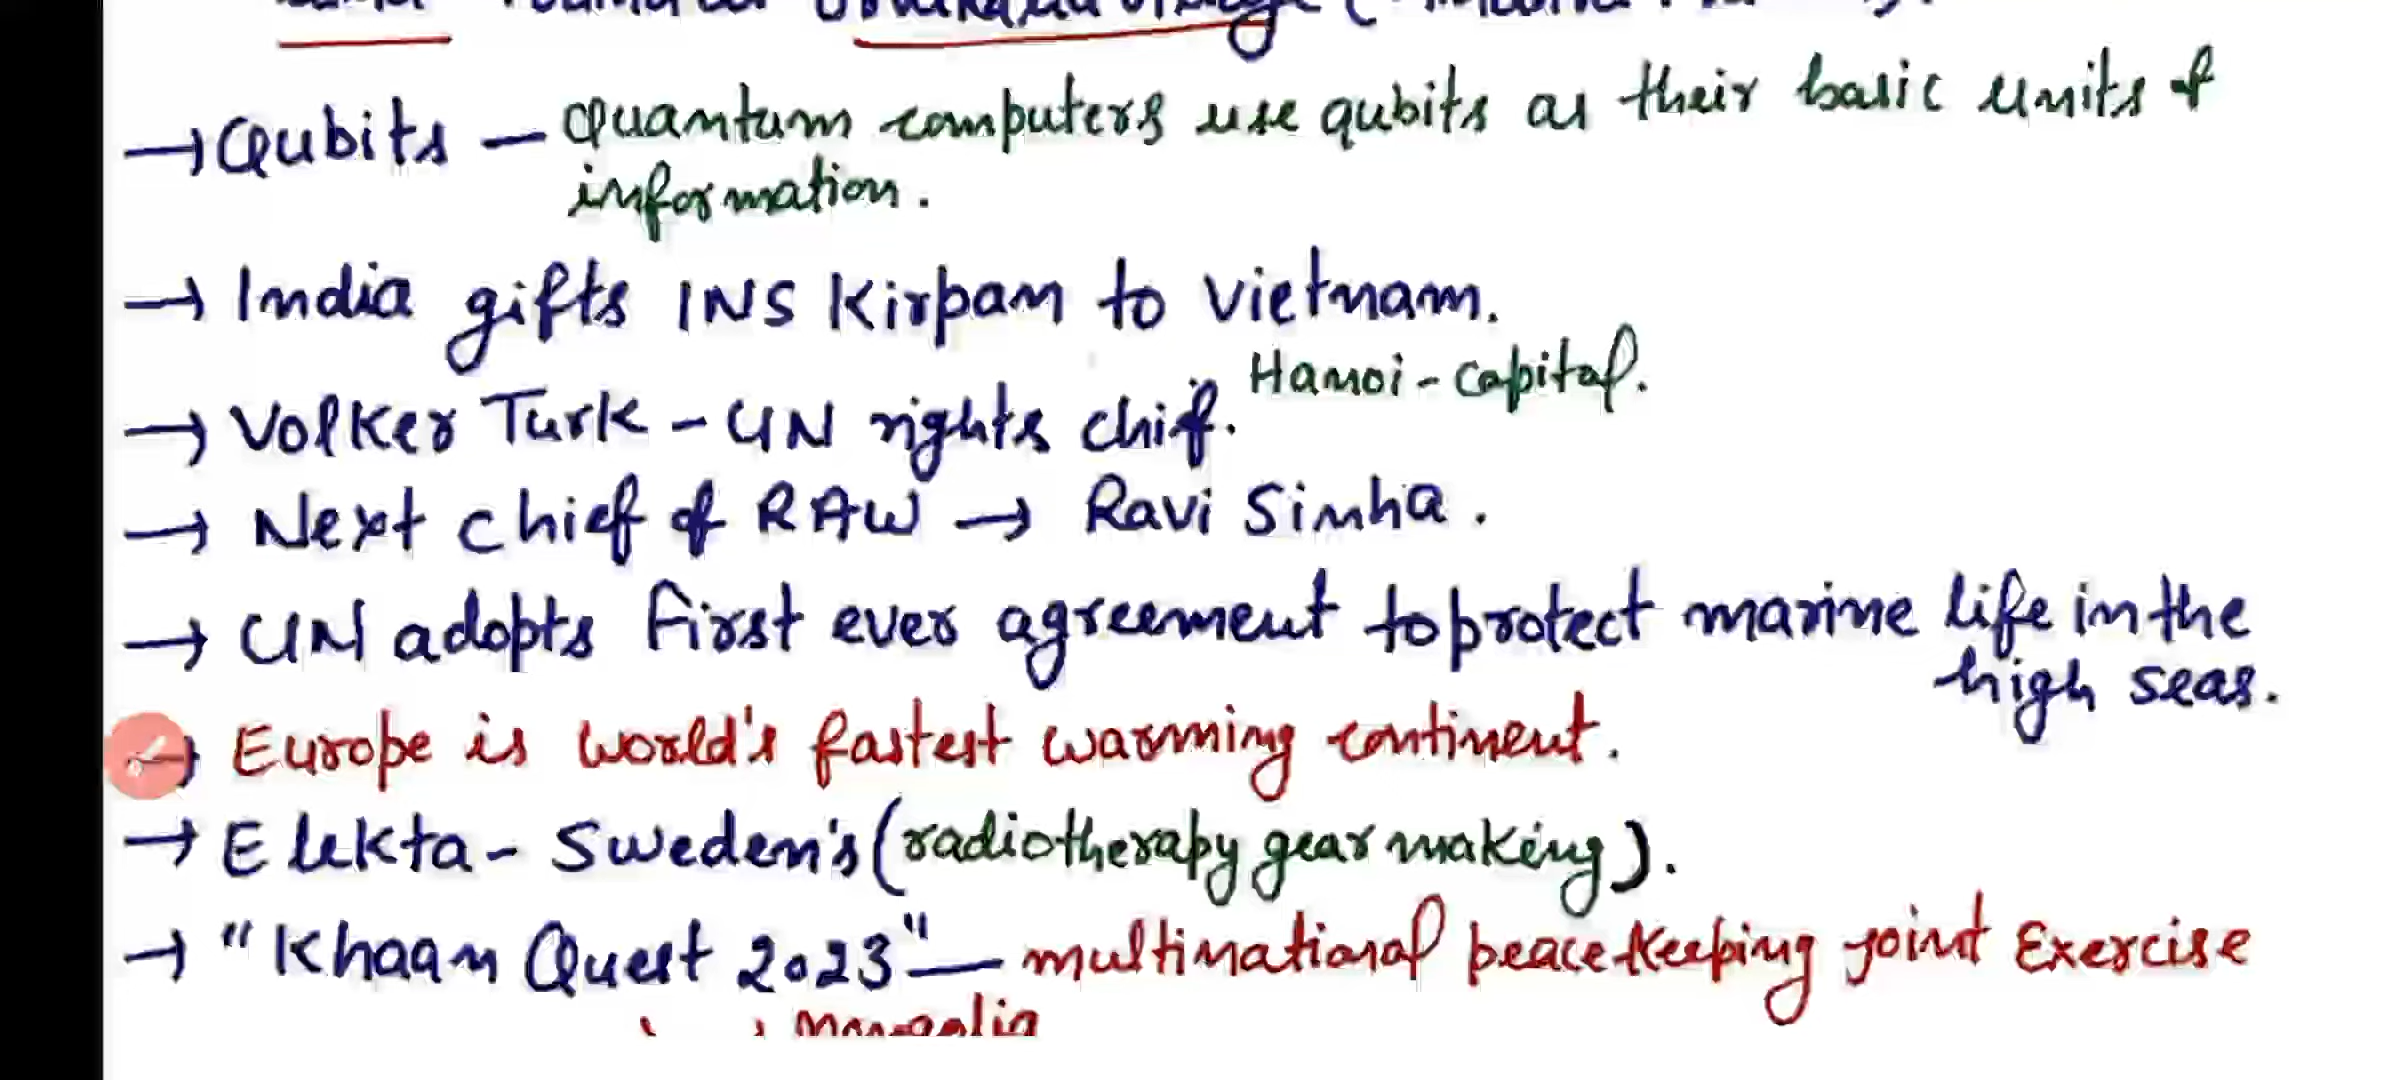 → Qubits — Quantum computers use qubits as their basic units of
information.
→ India gifts INS Kirpan to Vietnam.
Hanoi - capital.
→ Volker Turk - UN rights chief.
→ Next chief of RAW → Ravi Sinha.
→ UN adopts first ever agreement to protect marine life in the
high seas.
→ Europe is world's fastest warming continent.
→ Elekta - Sweden's (radiotherapy gear making).
→ "Khaan Quest 2023" — multinational peacekeeping joint Exercise
Mongolia